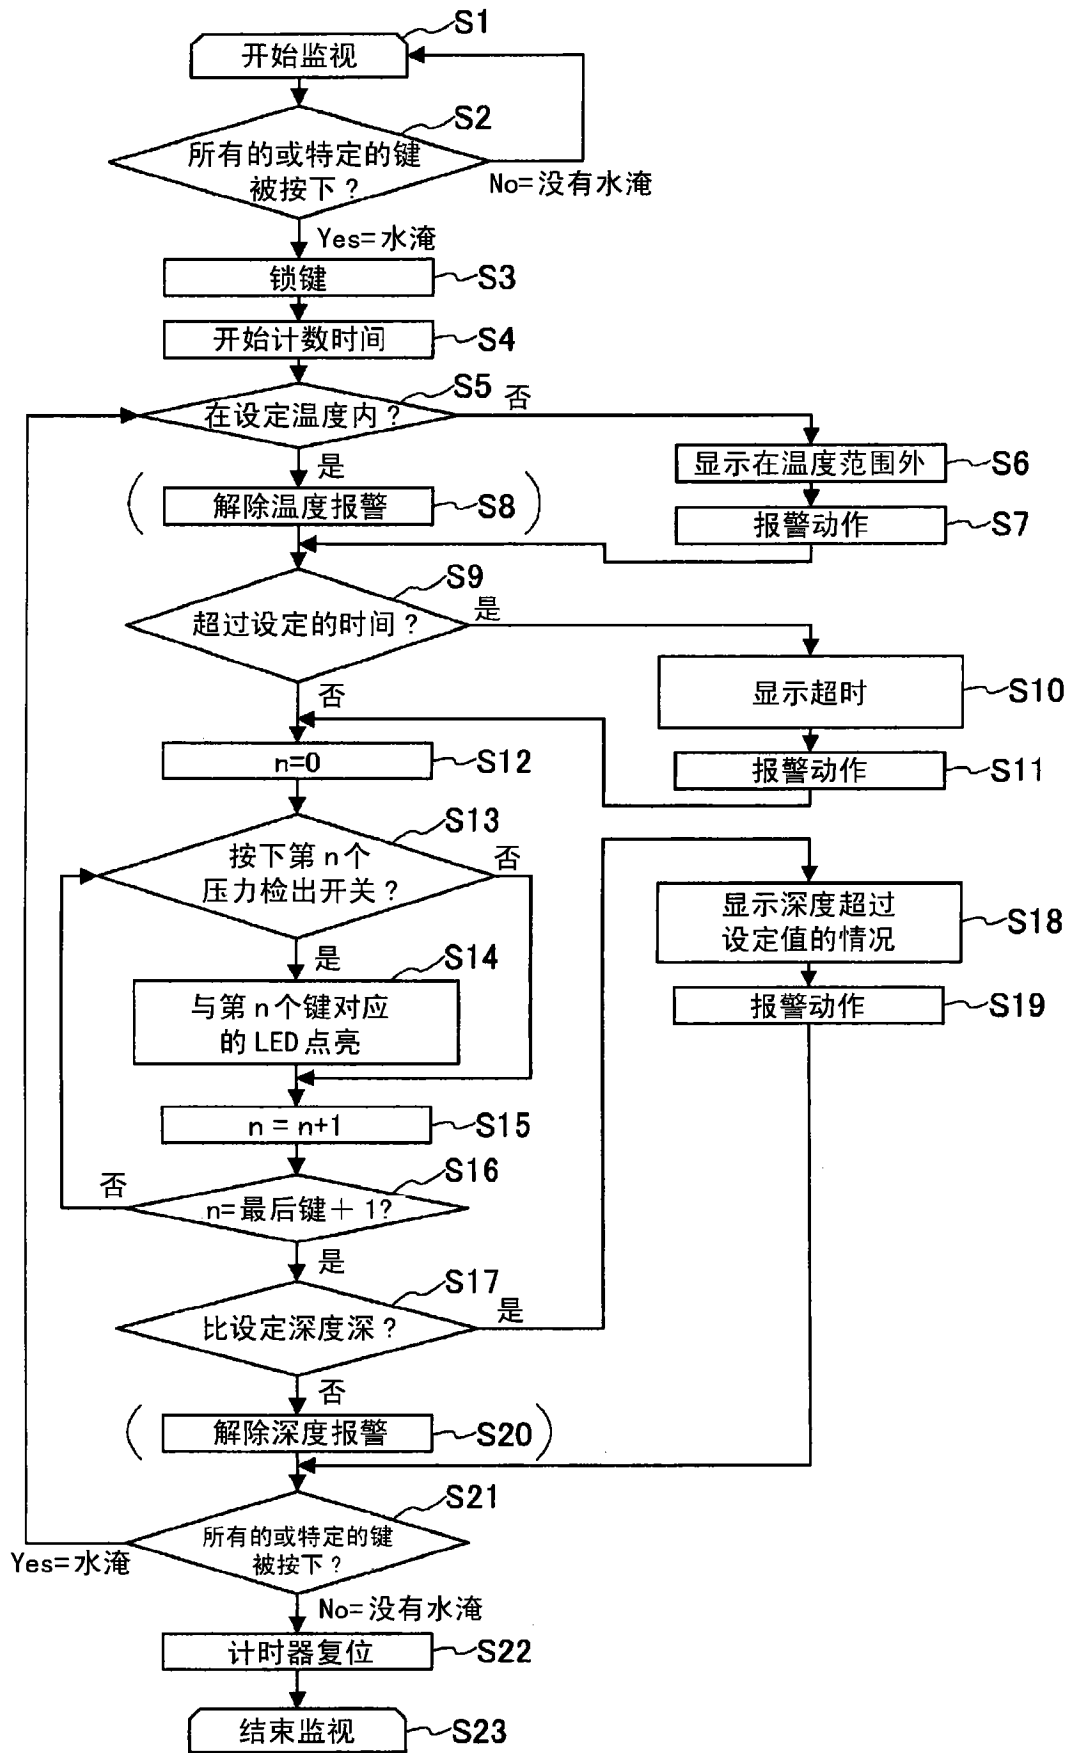 S1
开始监视
S2
所有的或特定的键
被按下?
No=没有水淹
Yes=水淹
锁键
S3
开始计数时间
S4
S5
在设定温度内?
否
是
显示在温度范围外
S6
解除温度报警
S8
报警动作
S7
S9
超过设定的时间?
是
否
显示超时
S10
n=0
S12
报警动作
S11
S13
按下第n个
压力检出开关?
否
是
显示深度超过
设定值的情况
S18
S14
与第n个键对应
的LED点亮
报警动作
S19
n=n+1
S15
S16
否
n=最后键+1?
是
S17
比设定深度深?
是
否
(解除深度报警
S20)
S21
所有的或特定的键
被按下?
Yes=水淹
No=没有水淹
计时器复位
S22
结束监视
S23